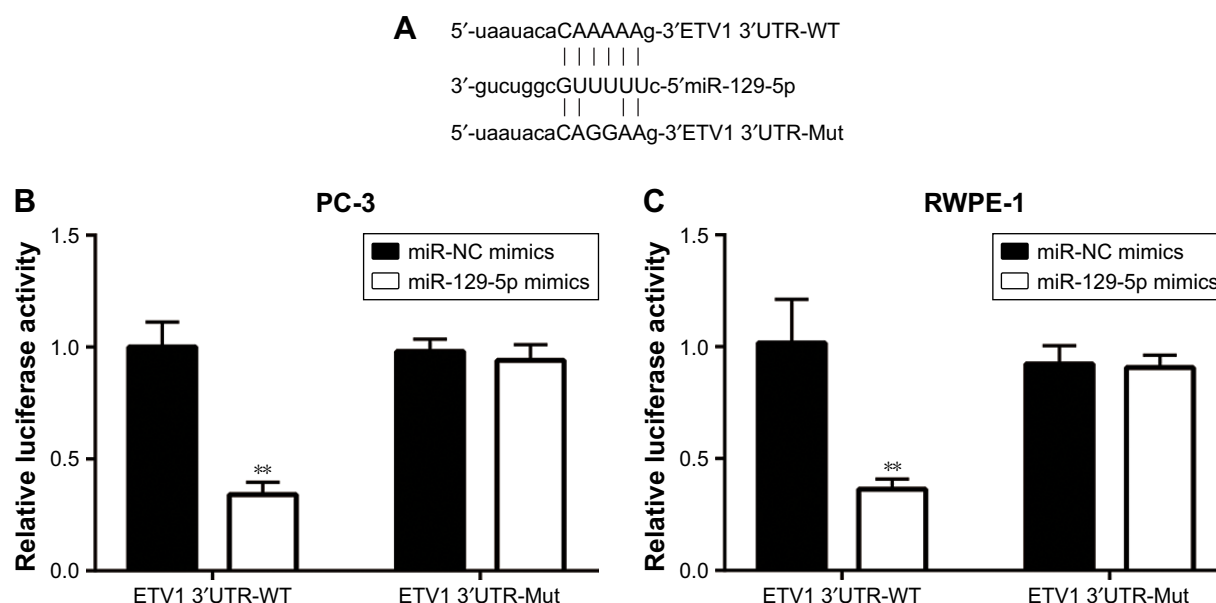 A
5′-uaauacaCAAAAAg-3′ETV1 3′UTR-WT
3′-gucuggcGUUUUUc-5′miR-129-5p
5′-uaauacaCAGGAAg-3′ETV1 3′UTR-Mut
B
PC-3
Relative luciferase activity
1.5
1.0
0.5
0.0
miR-NC mimics
miR-129-5p mimics
**
ETV1 3′UTR-WT
ETV1 3′UTR-Mut
C
RWPE-1
Relative luciferase activity
1.5
1.0
0.5
0.0
miR-NC mimics
miR-129-5p mimics
**
ETV1 3′UTR-WT
ETV1 3′UTR-Mut